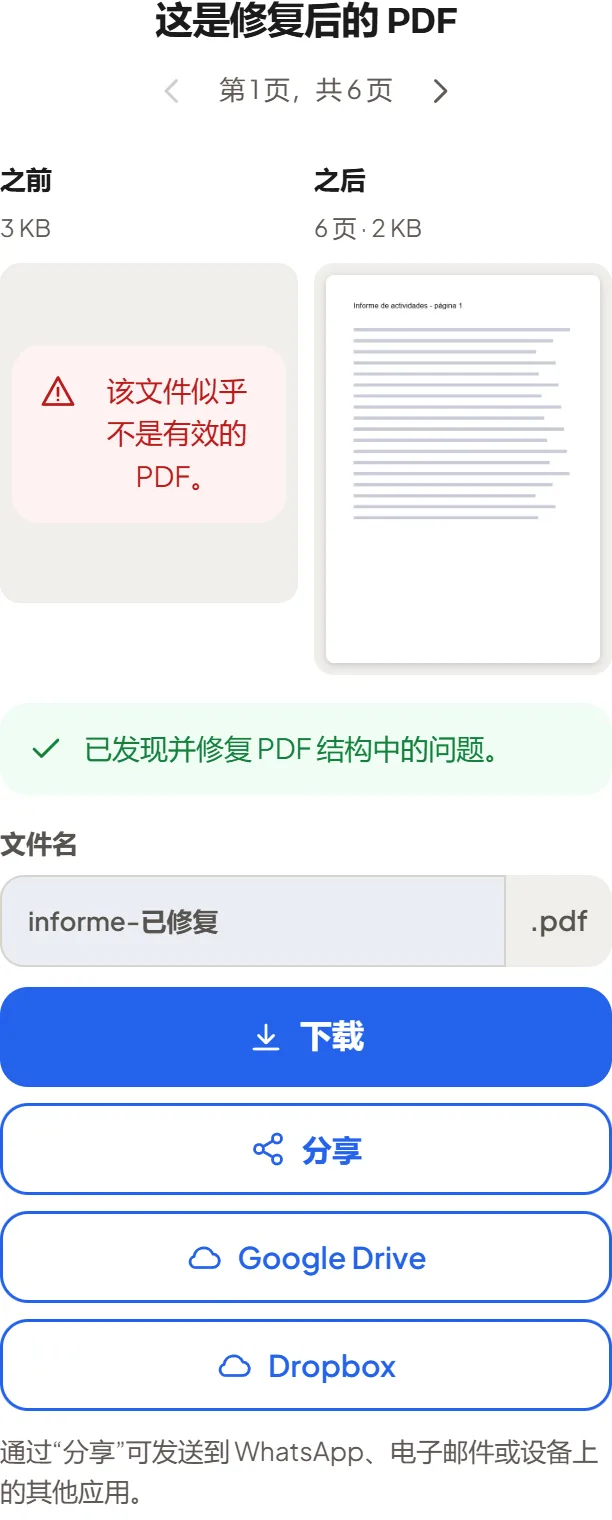 这是修复后的 PDF
第1页，共6页
之前
3 KB
之后
6 页 · 2 KB
该文件似乎
不是有效的
PDF。
Informe de actividades - página 1
已发现并修复 PDF 结构中的问题。
文件名
informe-已修复
.pdf
下载
分享
Google Drive
Dropbox
通过“分享”可发送到 WhatsApp、电子邮件或设备上
的其他应用。